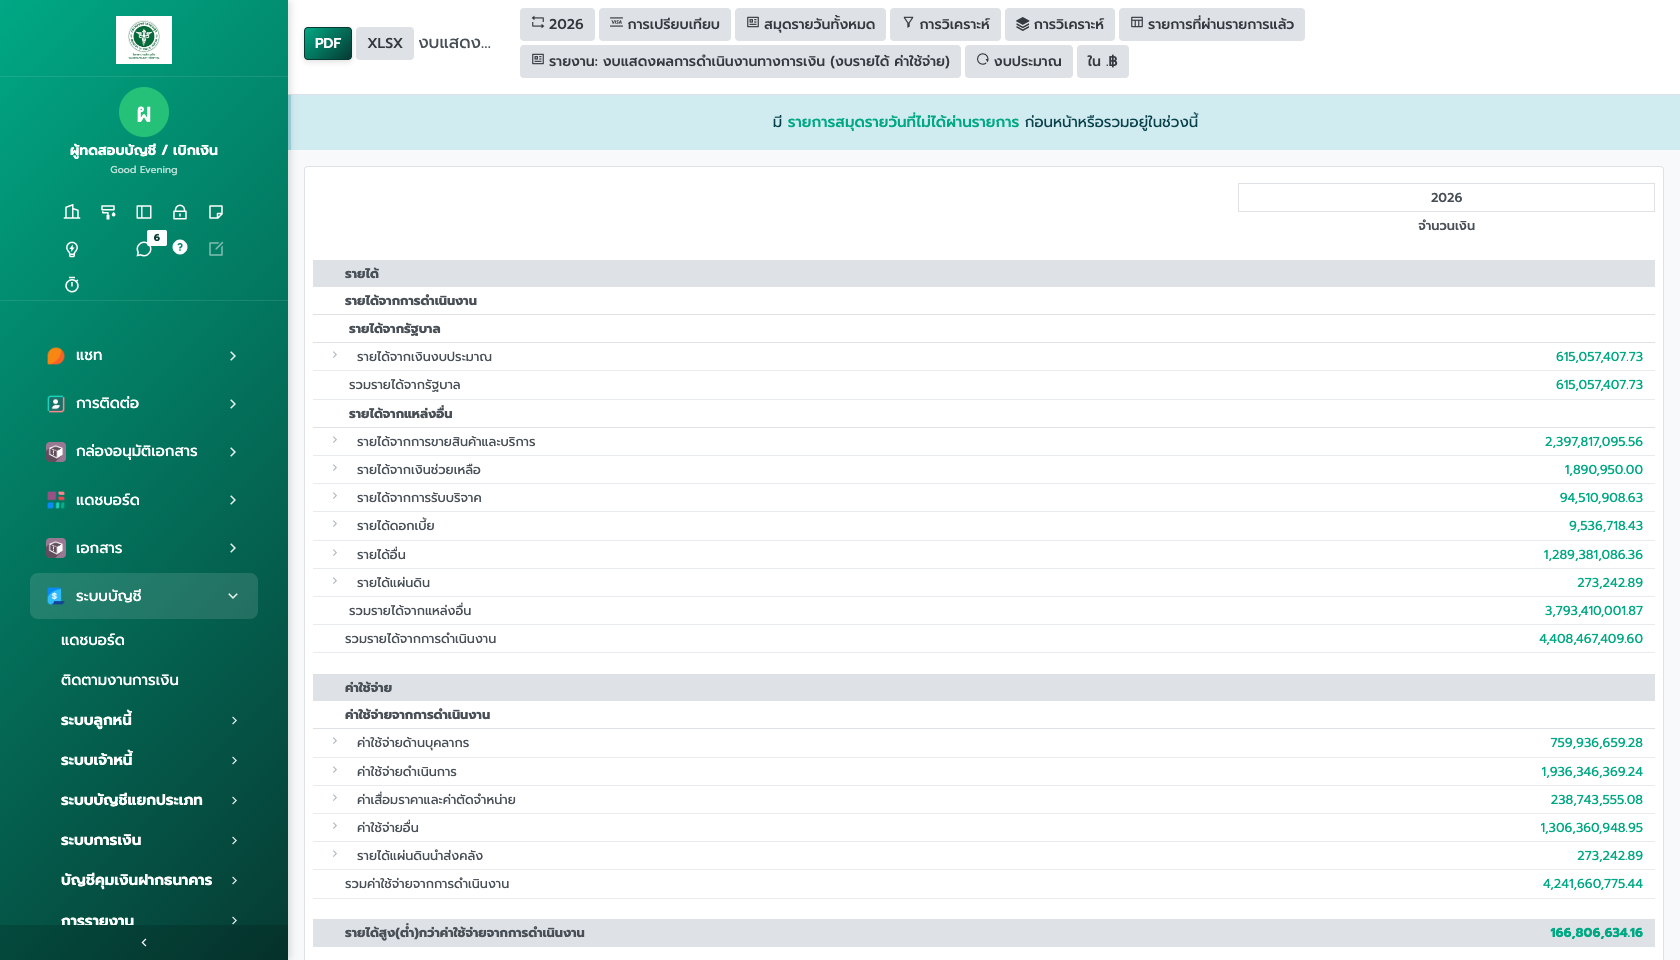 ผ
ผู้ทดสอบบัญชี / เบิกเงิน
Good Evening
6
แชท
การติดต่อ
กล่องอนุมัติเอกสาร
แดชบอร์ด
เอกสาร
ระบบบัญชี
แดชบอร์ด
ติดตามงานการเงิน
ระบบลูกหนี้
ระบบเจ้าหนี้
ระบบบัญชีแยกประเภท
ระบบการเงิน
บัญชีคุมเงินฝากธนาคาร
การรายงาน
PDF XLSX งบแสดง...
2026 การเปรียบเทียบ สมุดรายวันทั้งหมด การวิเคราะห์ การวิเคราะห์ รายการที่ผ่านรายการแล้ว
รายงาน: งบแสดงผลการดำเนินงานทางการเงิน (งบรายได้ ค่าใช้จ่าย) งบประมาณ ใน .฿
มี รายการสมุดรายวันที่ไม่ได้ผ่านรายการ ก่อนหน้าหรือรวมอยู่ในช่วงนี้
2026
จำนวนเงิน
รายได้
รายได้จากการดำเนินงาน
รายได้จากรัฐบาล
รายได้จากเงินงบประมาณ 615,057,407.73
รวมรายได้จากรัฐบาล 615,057,407.73
รายได้จากแหล่งอื่น
รายได้จากการขายสินค้าและบริการ 2,397,817,095.56
รายได้จากเงินช่วยเหลือ 1,890,950.00
รายได้จากการรับบริจาค 94,510,908.63
รายได้ดอกเบี้ย 9,536,718.43
รายได้อื่น 1,289,381,086.36
รายได้แผ่นดิน 273,242.89
รวมรายได้จากแหล่งอื่น 3,793,410,001.87
รวมรายได้จากการดำเนินงาน 4,408,467,409.60
ค่าใช้จ่าย
ค่าใช้จ่ายจากการดำเนินงาน
ค่าใช้จ่ายด้านบุคลากร 759,936,659.28
ค่าใช้จ่ายดำเนินการ 1,936,346,369.24
ค่าเสื่อมราคาและค่าตัดจำหน่าย 238,743,555.08
ค่าใช้จ่ายอื่น 1,306,360,948.95
รายได้แผ่นดินนำส่งคลัง 273,242.89
รวมค่าใช้จ่ายจากการดำเนินงาน 4,241,660,775.44
รายได้สูง(ต่ำ)กว่าค่าใช้จ่ายจากการดำเนินงาน 166,806,634.16